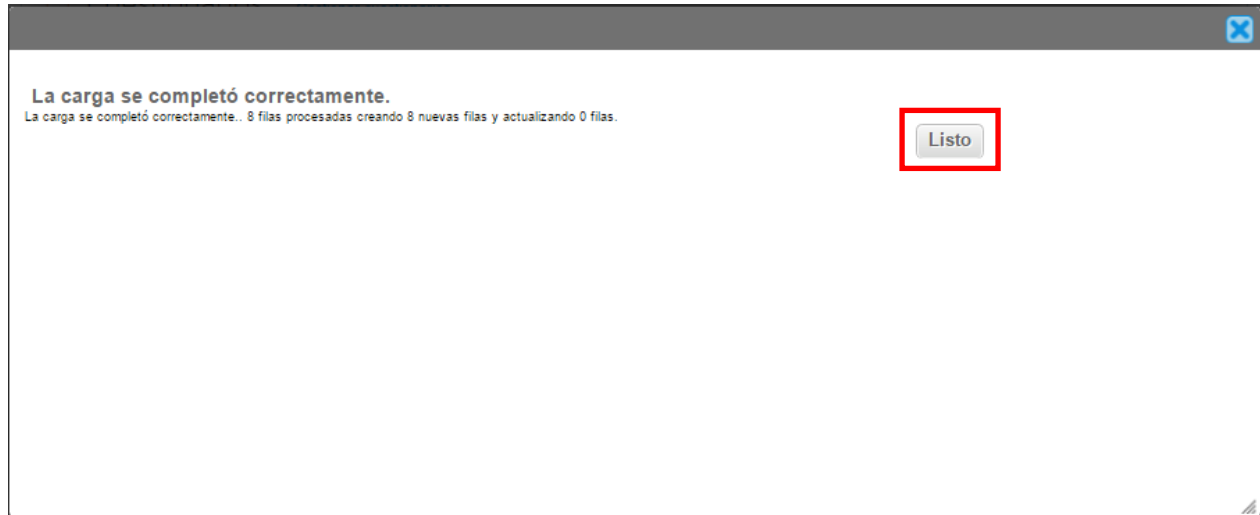 La carga se completó correctamente.
La carga se completó correctamente.. 8 filas procesadas creando 8 nuevas filas y actualizando 0 filas.
Listo